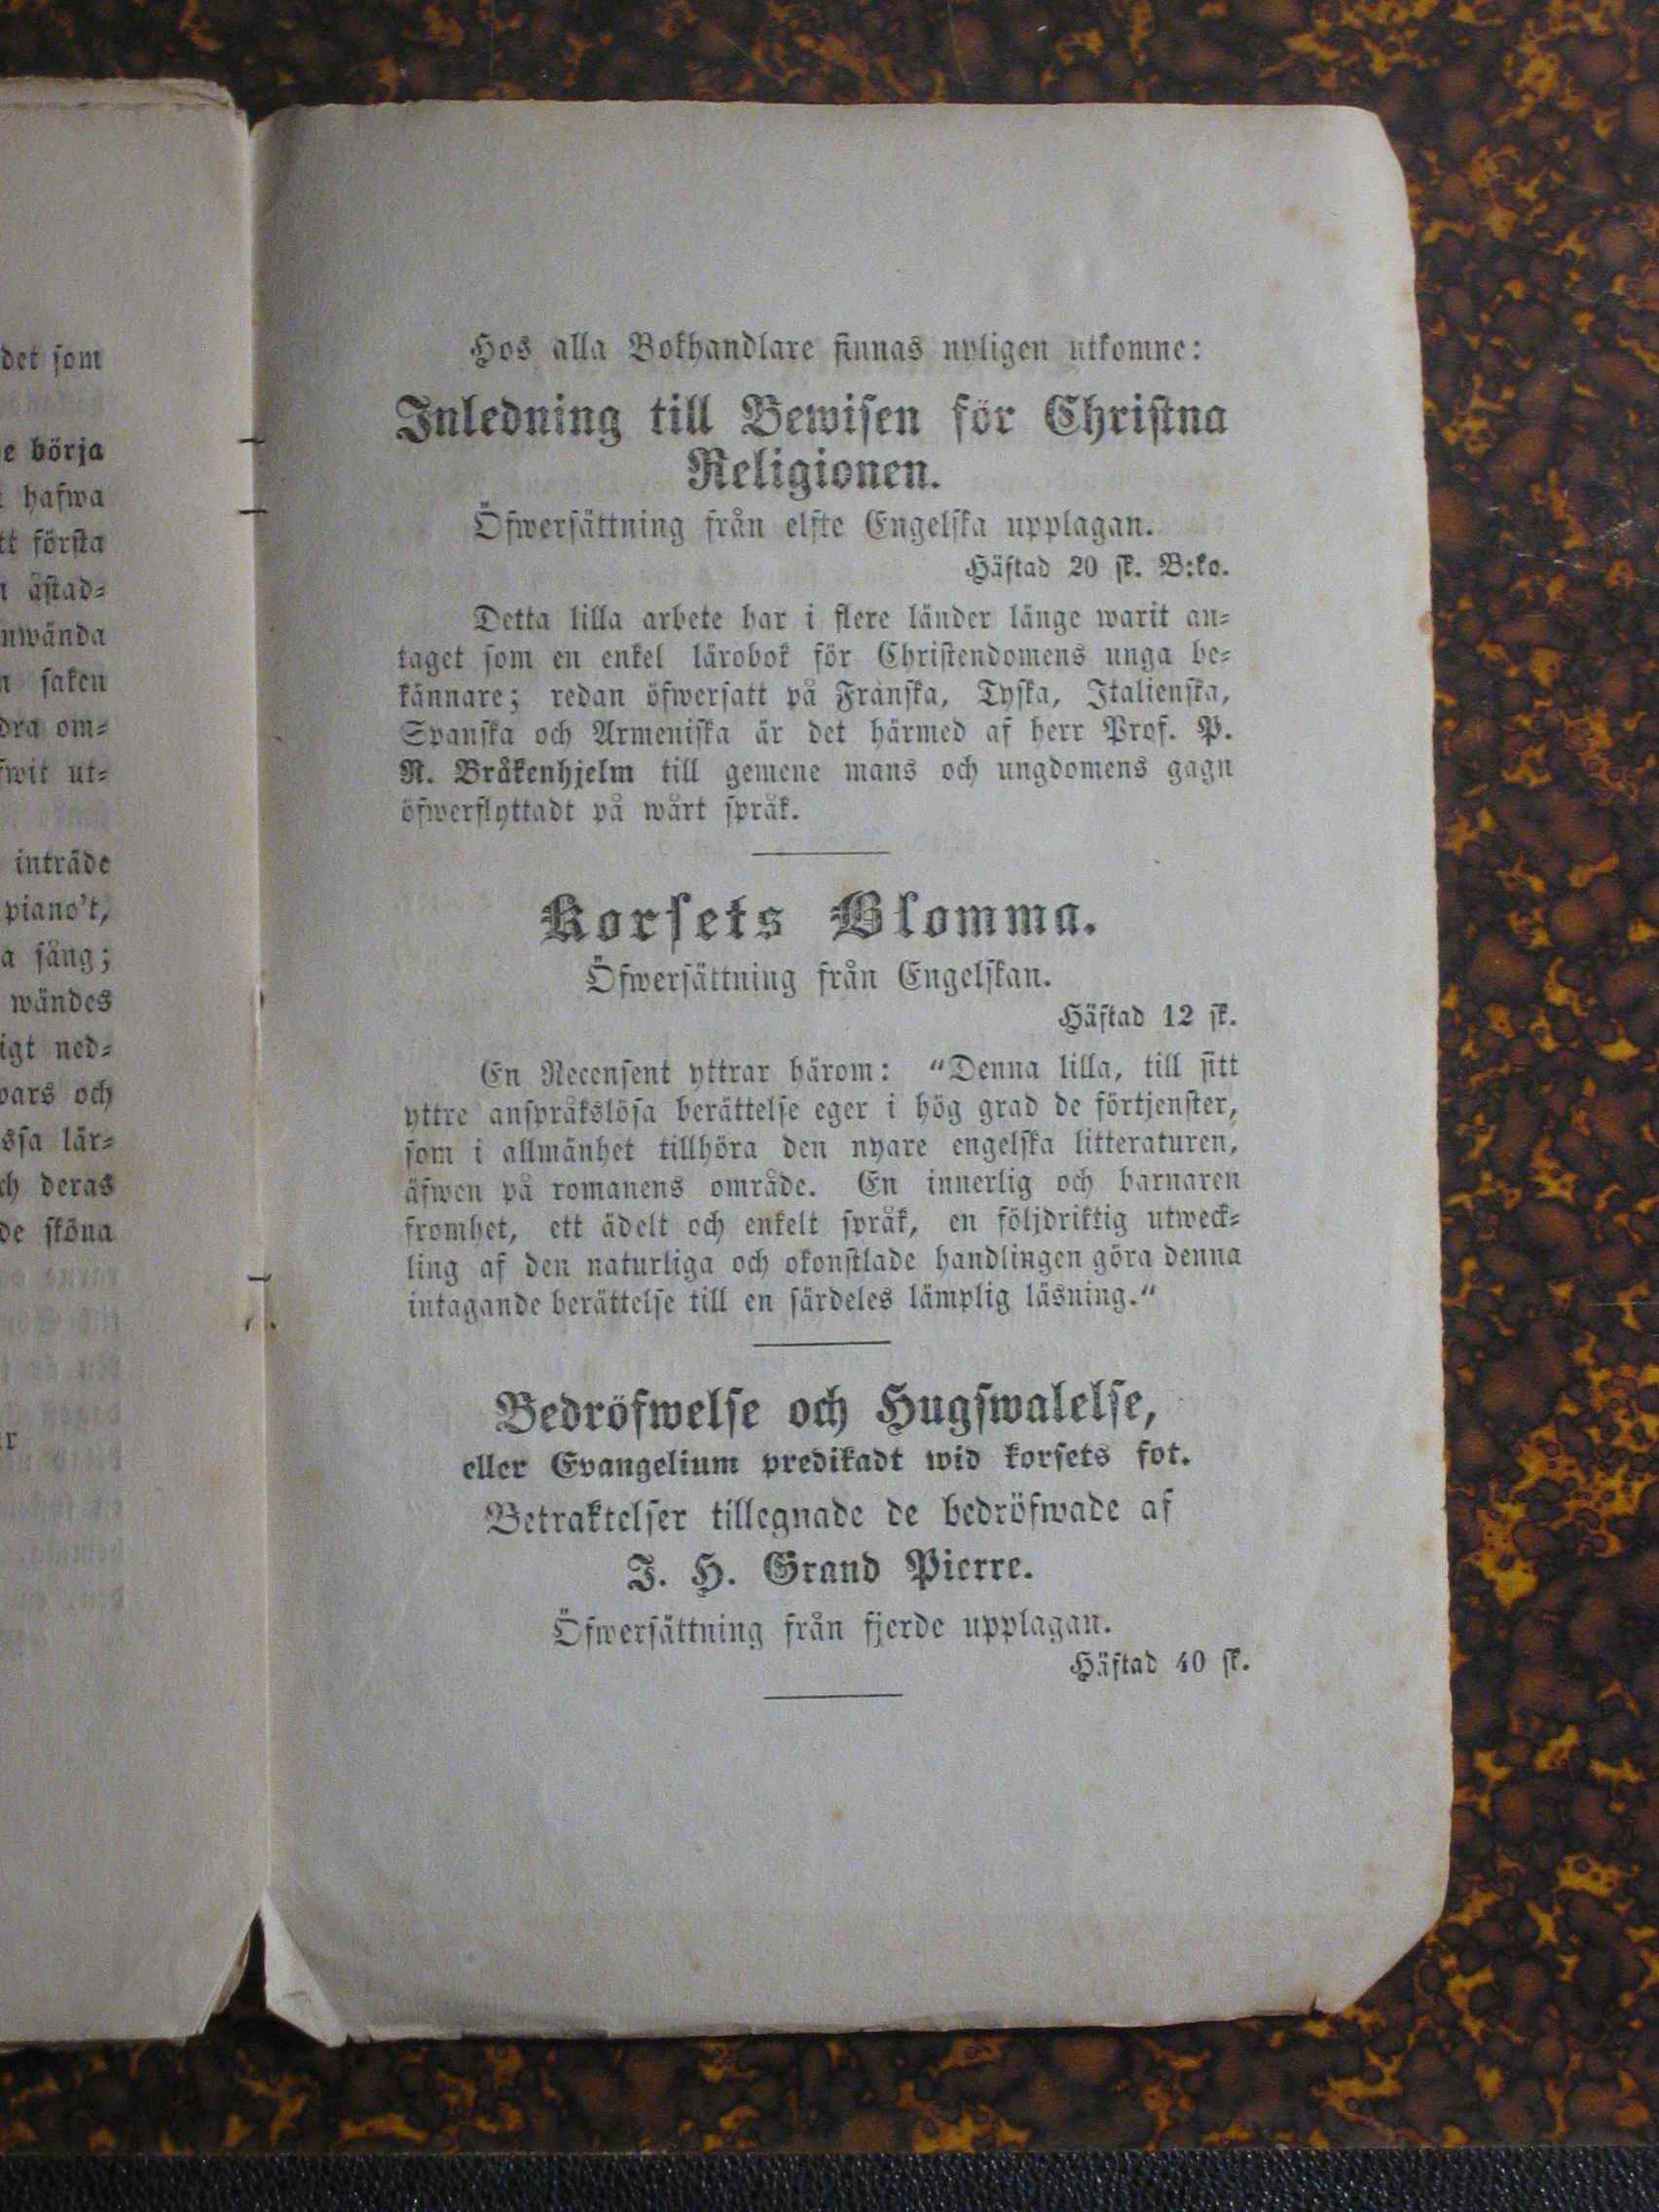 det som
e börja
hafwa
tt första
åstad-
nwända
saken
dra om-
fwit ut-
inträde
piano't,
a sång;
wändes
igt ned-
och
ssa lär-
ch deras
de sköna
Hos alla Bokhandlare finnas nyligen utkomne:
Inledning till Bewisen för Christna
Religionen.
Öfwersättning från elfte Engelska upplagan.
Häftad 20 sk. B:ko.
Detta lilla arbete har i flere länder länge warit an-
taget som en enkel lärobok för Christendomens unga be-
kännare; redan öfwersatt på Franska, Tyska, Italienska,
Spanska och Armeniska är det härmed af herr Prof. P.
N. Bråkenhjelm till gemene mans och ungdomens gagn
öfwerflyttadt på wårt språk.
Korsets Blomma.
Öfwersättning från Engelskan.
Häftad 12 sk.
En Recensent yttrar härom: “Denna lilla, till sitt
yttre anspråkslösa berättelse eger i hög grad de förtjenster,
som i allmänhet tillhöra den nyare engelska litteraturen,
äfwen på romanens område. En innerlig och barnaren
fromhet, ett ädelt och enkelt språk, en följdriktig utweck-
ling af den naturliga och okonstlade handlingen göra denna
intagande berättelse till en särdeles lämplig läsning.“
Bedröfwelse och Hugswalelse,
eller Evangelium predikadt wid korsets fot.
Betraktelser tillegnade de bedröfwade af
J. H. Grand Pierre.
Öfwersättning från fjerde upplagan.
Häftad 40 sk.